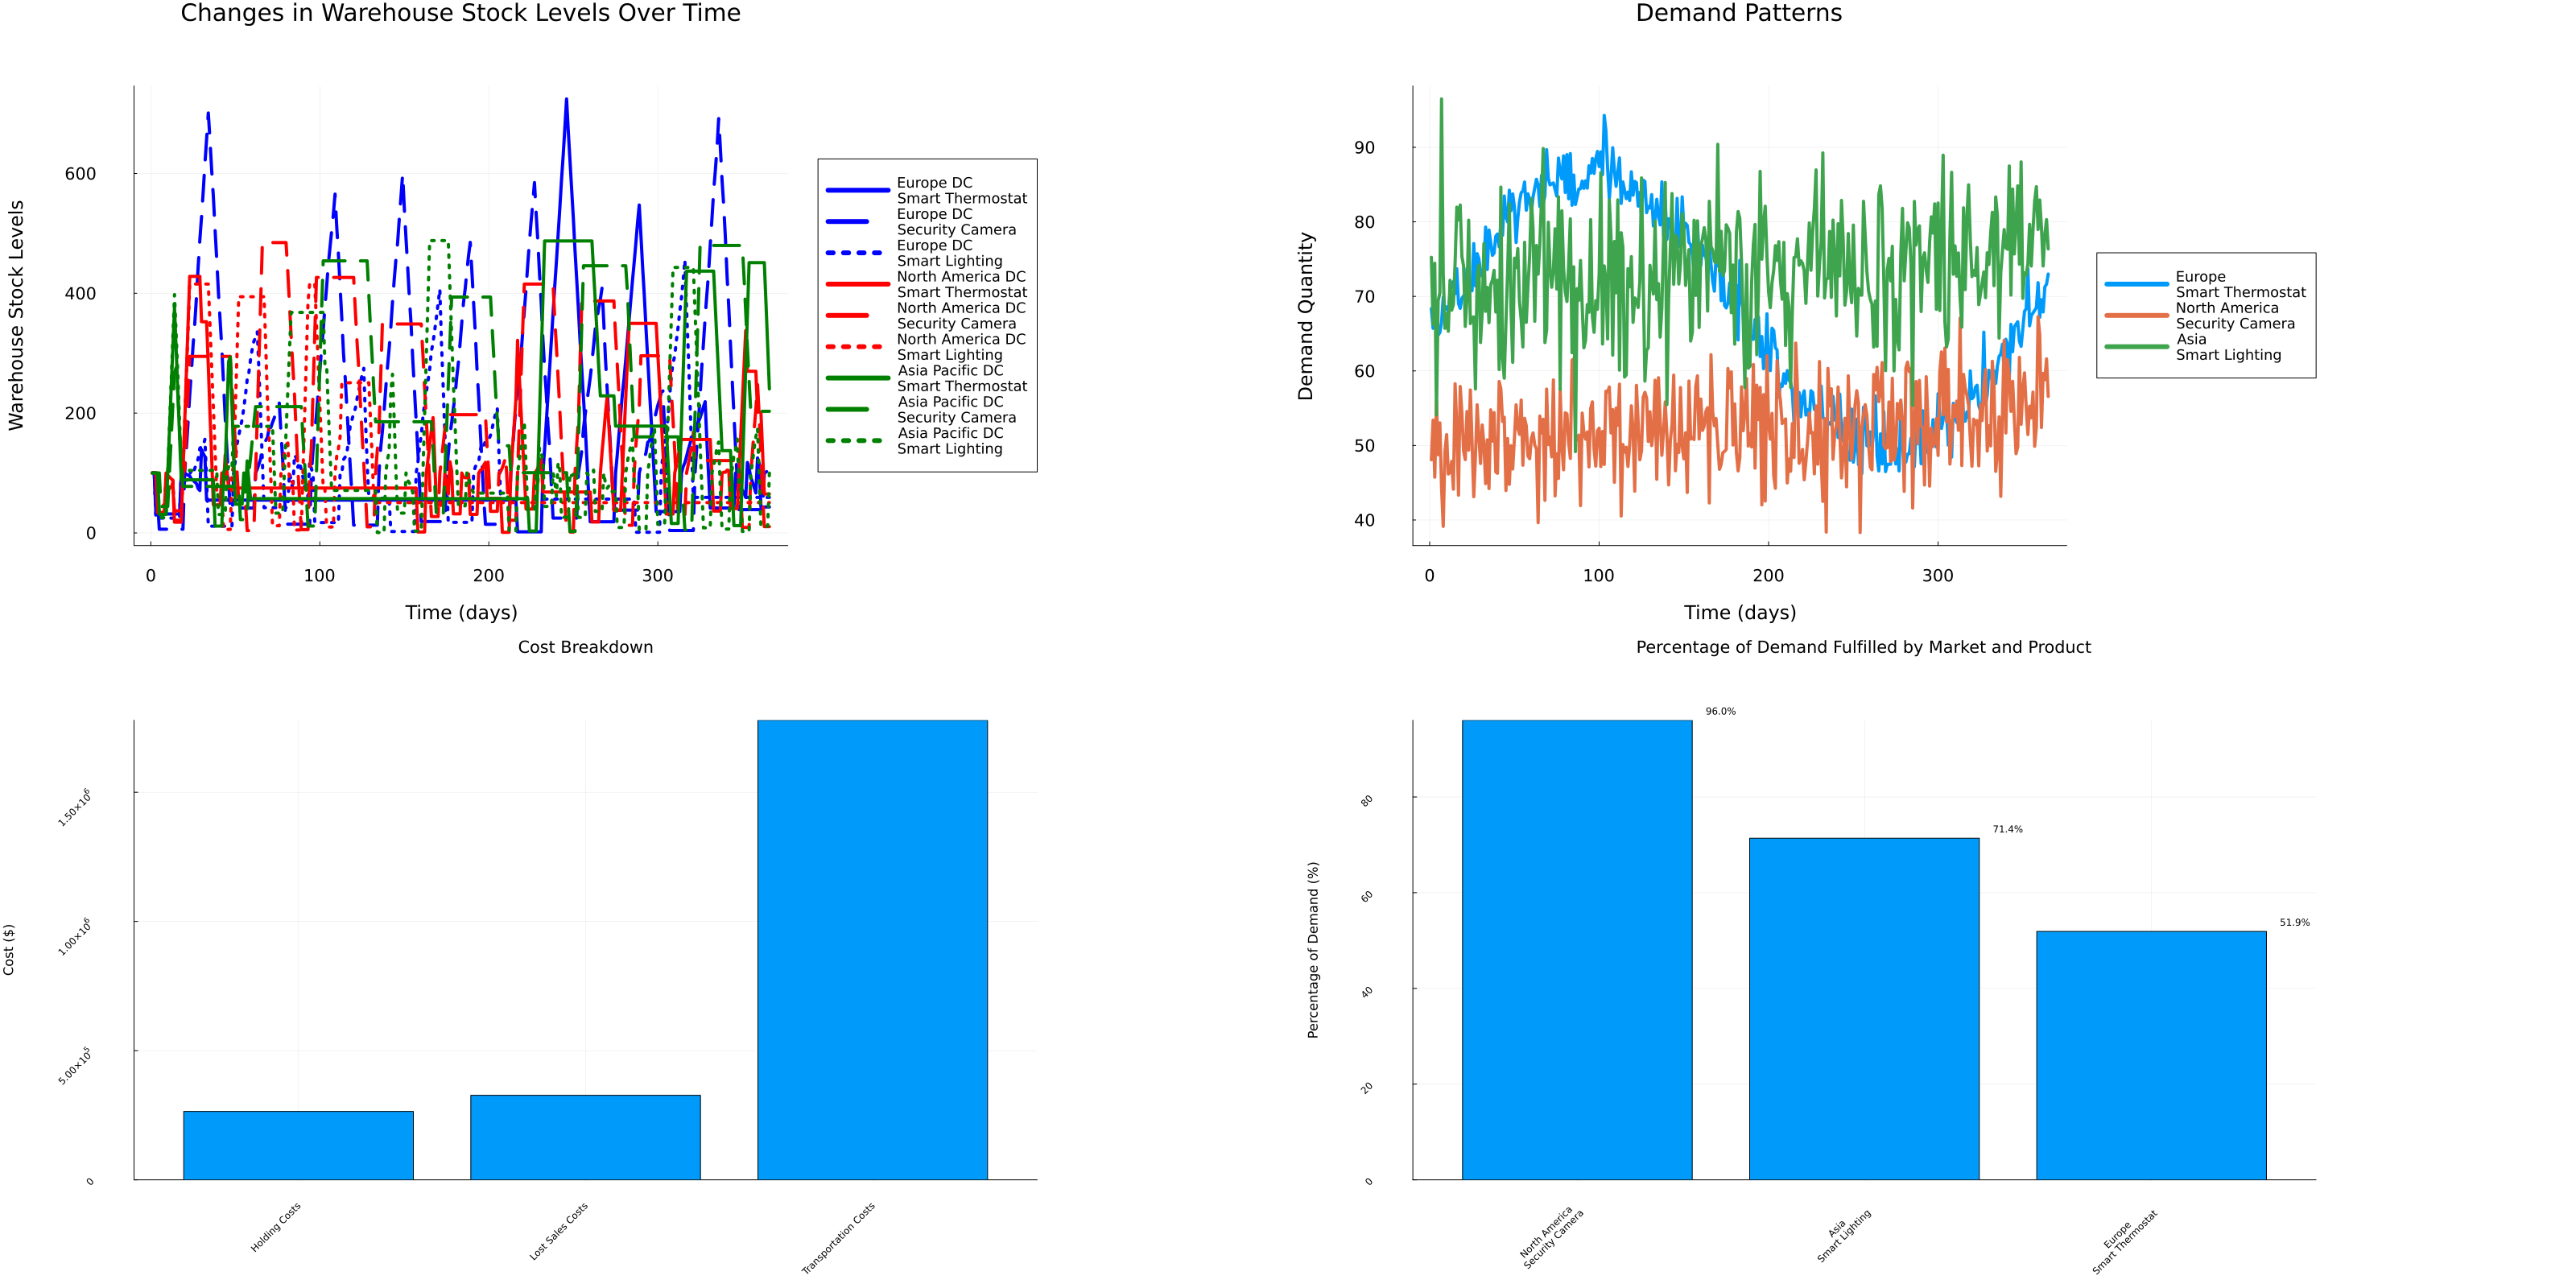 Changes in Warehouse Stock Levels Over Time
Warehouse Stock Levels
600
400
200
0
0
100
200
300
Time (days)
Europe DC
Smart Thermostat
Europe DC
Security Camera
Europe DC
Smart Lighting
North America DC
Smart Thermostat
North America DC
Security Camera
North America DC
Smart Lighting
Asia Pacific DC
Smart Thermostat
Asia Pacific DC
Security Camera
Asia Pacific DC
Smart Lighting
Demand Patterns
Demand Quantity
90
80
70
60
50
40
0
100
200
300
Time (days)
Europe
Smart Thermostat
North America
Security Camera
Asia
Smart Lighting
Cost Breakdown
Cost ($)
1.50×10⁶
1.00×10⁶
5.00×10⁵
0
Holding Costs
Lost Sales Costs
Transportation Costs
Percentage of Demand Fulfilled by Market and Product
Percentage of Demand (%)
80
60
40
20
0
96.0%
71.4%
51.9%
North America
Security Camera
Asia
Smart Lighting
Europe
Smart Thermostat